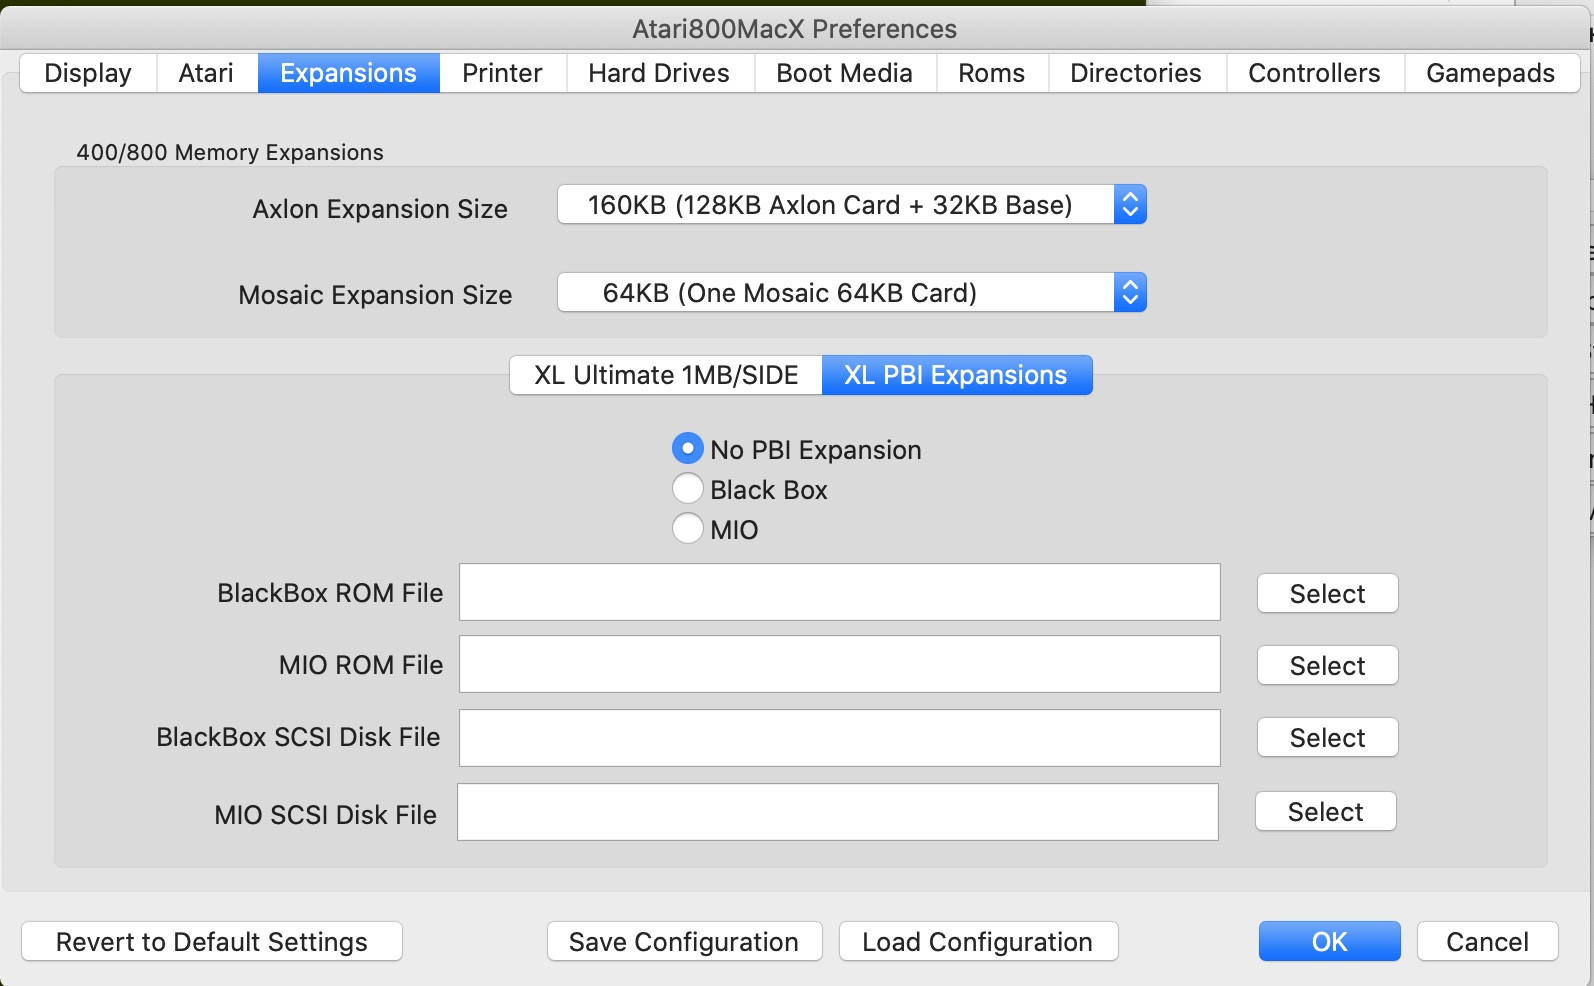 Atari800MacX Preferences
Display Atari Expansions Printer Hard Drives Boot Media Roms Directories Controllers Gamepads
400/800 Memory Expansions
Axlon Expansion Size 160KB (128KB Axlon Card + 32KB Base)
Mosaic Expansion Size 64KB (One Mosaic 64KB Card)
XL Ultimate 1MB/SIDE XL PBI Expansions
No PBI Expansion
Black Box
MIO
BlackBox ROM File Select
MIO ROM File Select
BlackBox SCSI Disk File Select
MIO SCSI Disk File Select
Revert to Default Settings Save Configuration Load Configuration OK Cancel